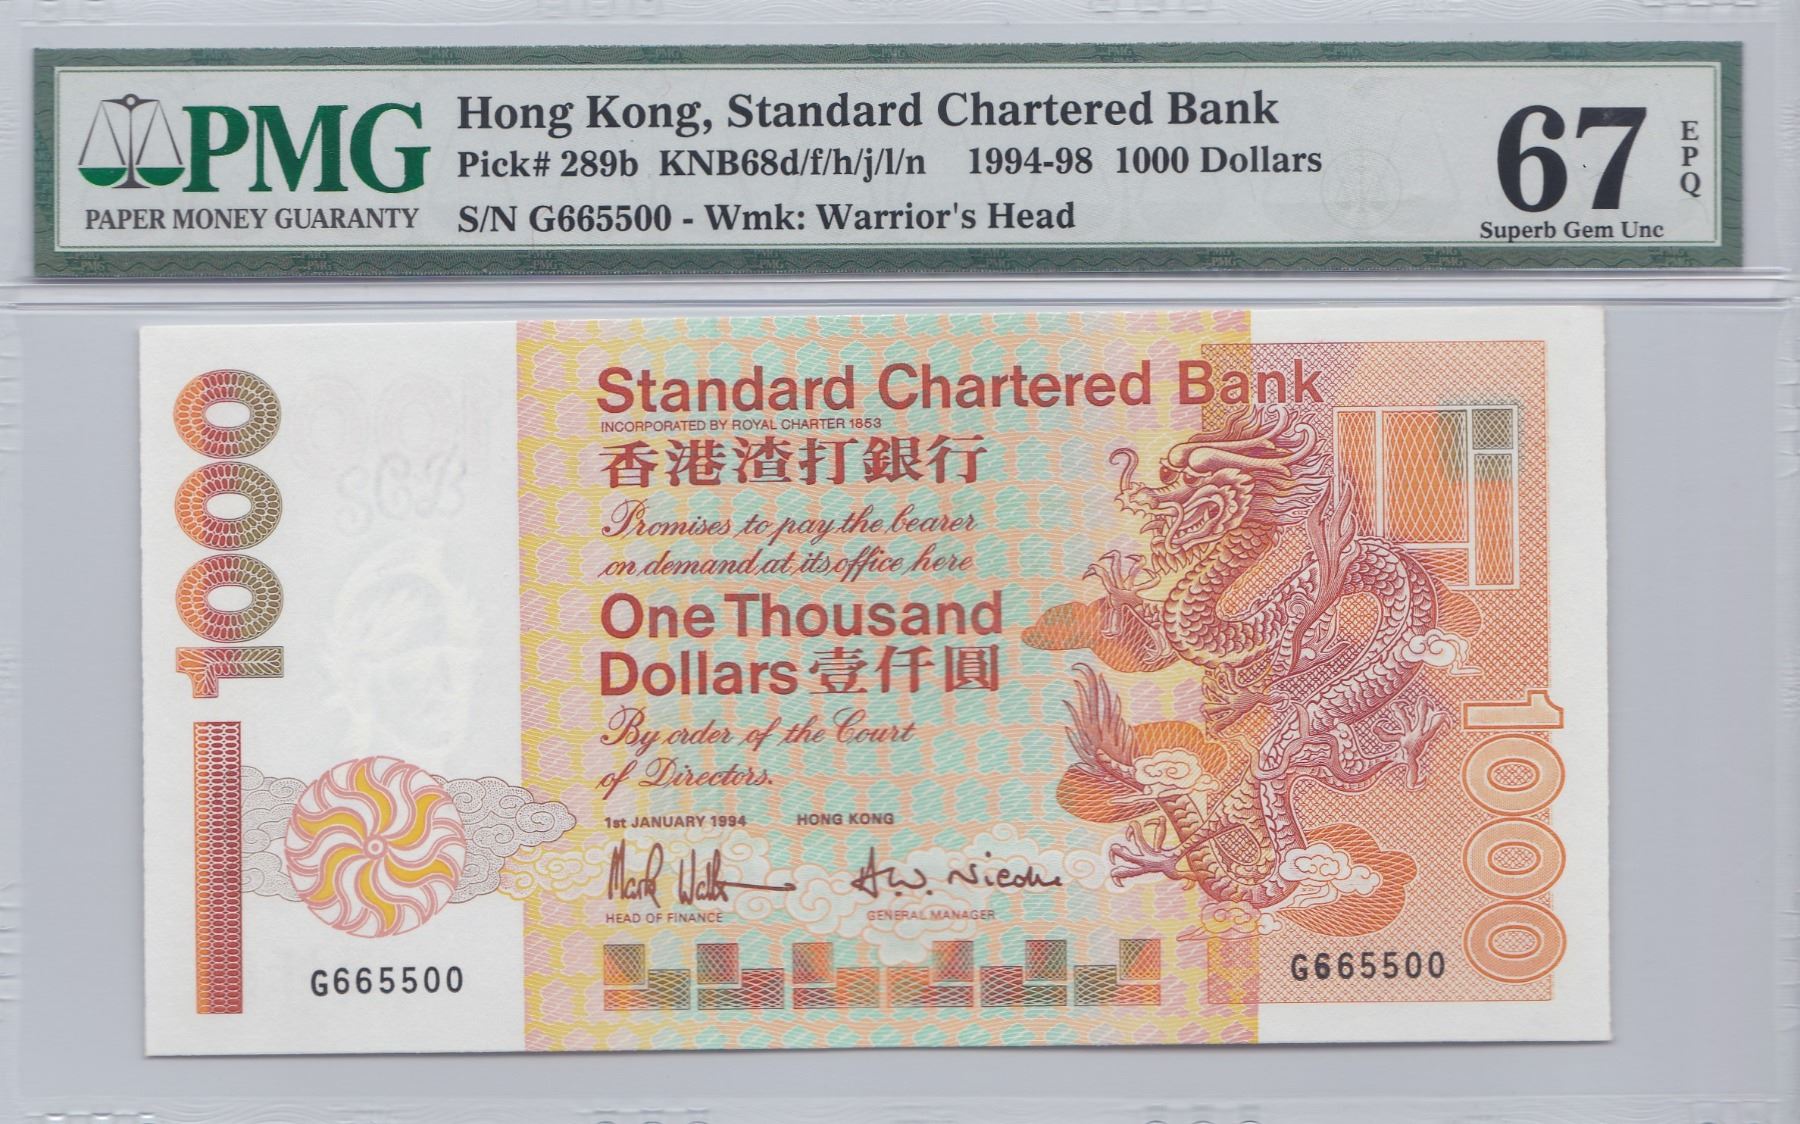 PMG
PAPER MONEY GUARANTY
Hong Kong, Standard Chartered Bank
Pick# 289b KNB68d/f/h/j/l/n 1994-98 1000 Dollars
S/N G665500 - Wmk: Warrior's Head
67
EPQ
Superb Gem Unc
1000
Standard Chartered Bank
INCORPORATED BY ROYAL CHARTER 1853
香港渣打銀行
SCB
Promises to pay the bearer
on demand at its office here
One Thousand
Dollars 壹仟圓
By order of the Court
of Directors.
1st JANUARY 1994 HONG KONG
HEAD OF FINANCE
GENERAL MANAGER
G665500
G665500
1000